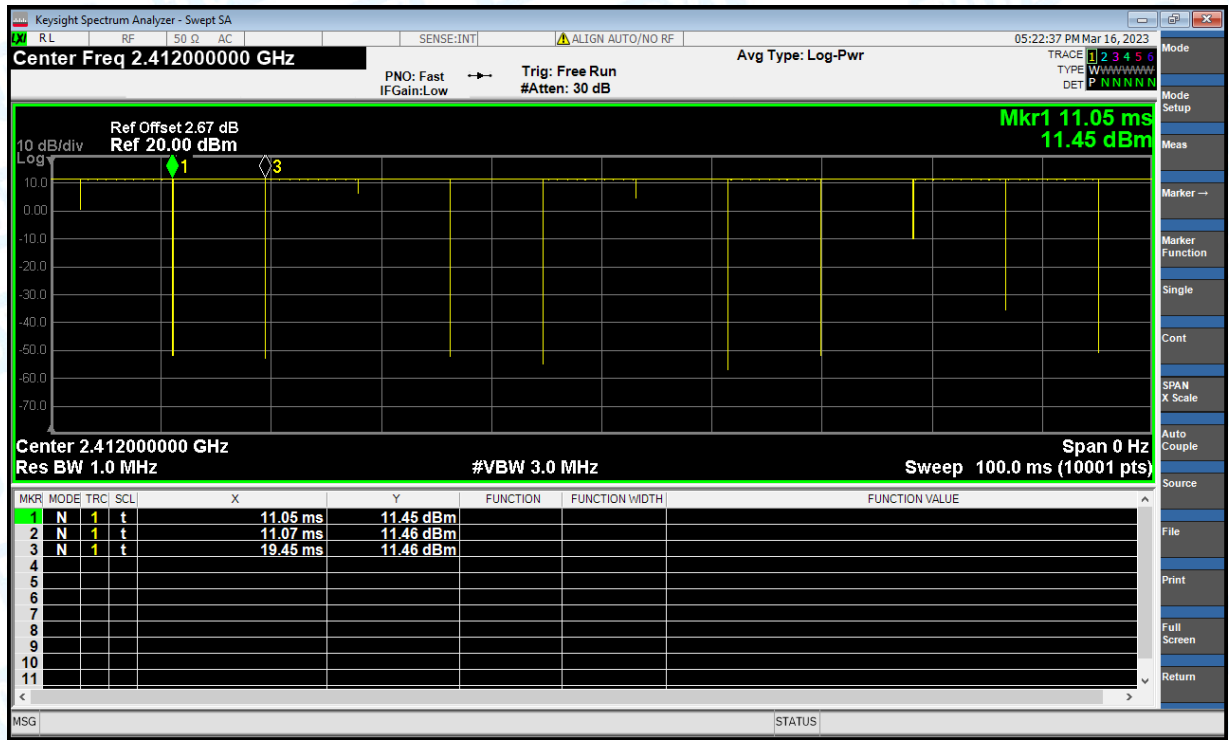 Keysight Spectrum Analyzer - Swept SA
LXI RL RF 50 Ω AC SENSE:INT ALIGN AUTO/NO RF 05:22:37 PM Mar 16, 2023
Center Freq 2.412000000 GHz
PNO: Fast
IFGain:Low
Trig: Free Run
#Atten: 30 dB
Avg Type: Log-Pwr
TRACE 1 2 3 4 5 6
TYPE WWWWWW
DET P N N N N N
Mkr1 11.05 ms
11.45 dBm
Ref Offset 2.67 dB
10 dB/div Ref 20.00 dBm
Log
1
3
10.0
0.00
-10.0
-20.0
-30.0
-40.0
-50.0
-60.0
-70.0
Center 2.412000000 GHz Span 0 Hz
Res BW 1.0 MHz #VBW 3.0 MHz Sweep 100.0 ms (10001 pts)
MKR MODE TRC SCL X Y FUNCTION FUNCTION WIDTH FUNCTION VALUE
1 N 1 t 11.05 ms 11.45 dBm
2 N 1 t 11.07 ms 11.46 dBm
3 N 1 t 19.45 ms 11.46 dBm
4
5
6
7
8
9
10
11
MSG STATUS
Mode
Mode
Setup
Meas
Marker →
Marker
Function
Single
Cont
SPAN
X Scale
Auto
Couple
Source
File
Print
Full
Screen
Return